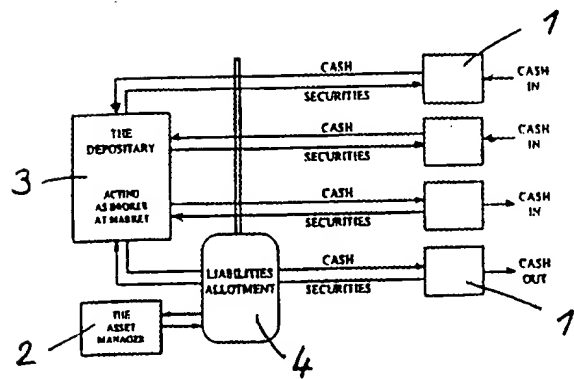 1
CASH
SECURITIES
CASH
IN
THE
DEPOSITARY
ACTING
AS BROKER
AT MARKET
3
CASH
SECURITIES
CASH
IN
CASH
SECURITIES
CASH
IN
LIABILITIES
ALLOTMENT
CASH
SECURITIES
CASH
OUT
THE
ASSET
MANAGER
2
4
1